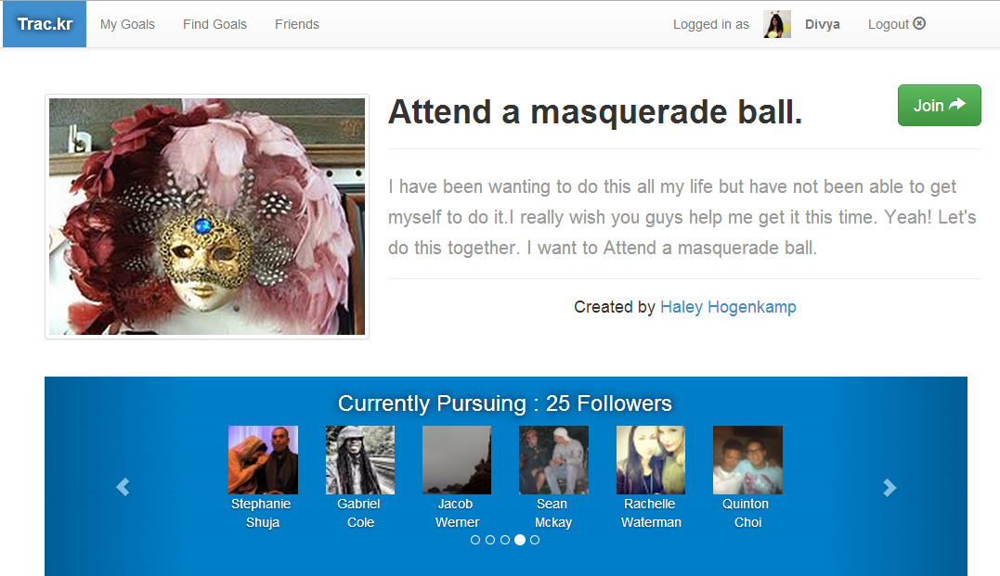 Trac.kr My Goals Find Goals Friends Logged in as Divya Logout
Attend a masquerade ball.
Join
I have been wanting to do this all my life but have not been able to get
myself to do it.I really wish you guys help me get it this time. Yeah! Let's
do this together. I want to Attend a masquerade ball.
Created by Haley Hogenkamp
Currently Pursuing : 25 Followers
Stephanie Gabriel Jacob Sean Rachelle Quinton
Shuja Cole Werner Mckay Waterman Choi